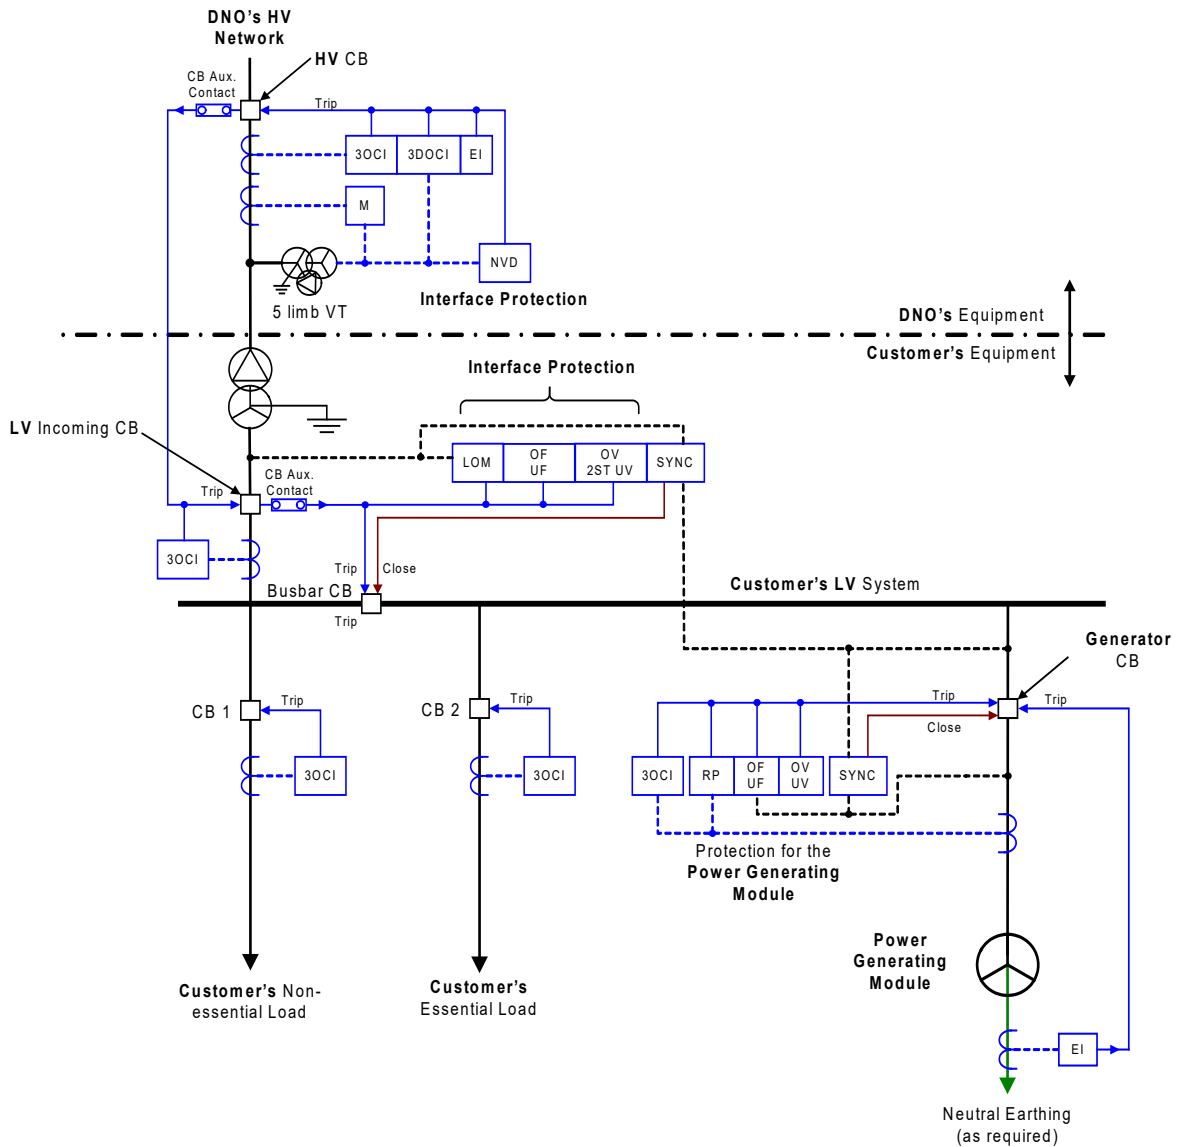 DNO's HV
Network
HV CB
CB Aux.
Contact
Trip
3OCI
3DOCI
EI
M
NVD
5 limb VT
Interface Protection
DNO's Equipment
Customer's Equipment
Interface Protection
LV Incoming CB
LOM
OF
UF
OV
2ST UV
SYNC
CB Aux.
Contact
Trip
3OCI
Trip
Close
Busbar CB
Trip
Customer's LV System
Generator
CB
CB 1
Trip
3OCI
CB 2
Trip
3OCI
Trip
Trip
Close
3OCI
RP
OF
UF
OV
UV
SYNC
Protection for the
Power Generating
Module
Power
Generating
Module
Customer's Non-
essential Load
Customer's
Essential Load
EI
Neutral Earthing
(as required)